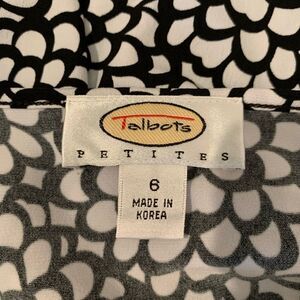 Talbots
PETITES
6
MADE IN
KOREA